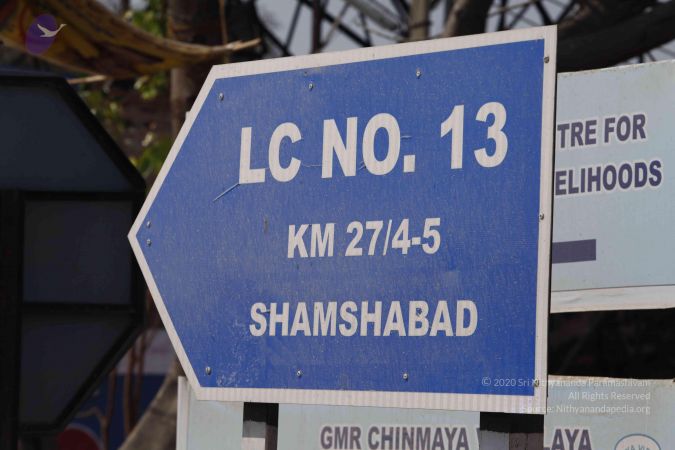 LC NO. 13
KM 27/4-5
SHAMSHABAD
TRE FOR
ELIHOODS
GMR CHINMAYA
LAYA
© 2020 Sri Nithyananda Paramashivam
All Rights Reserved
Source: Nithyanandapedia.org